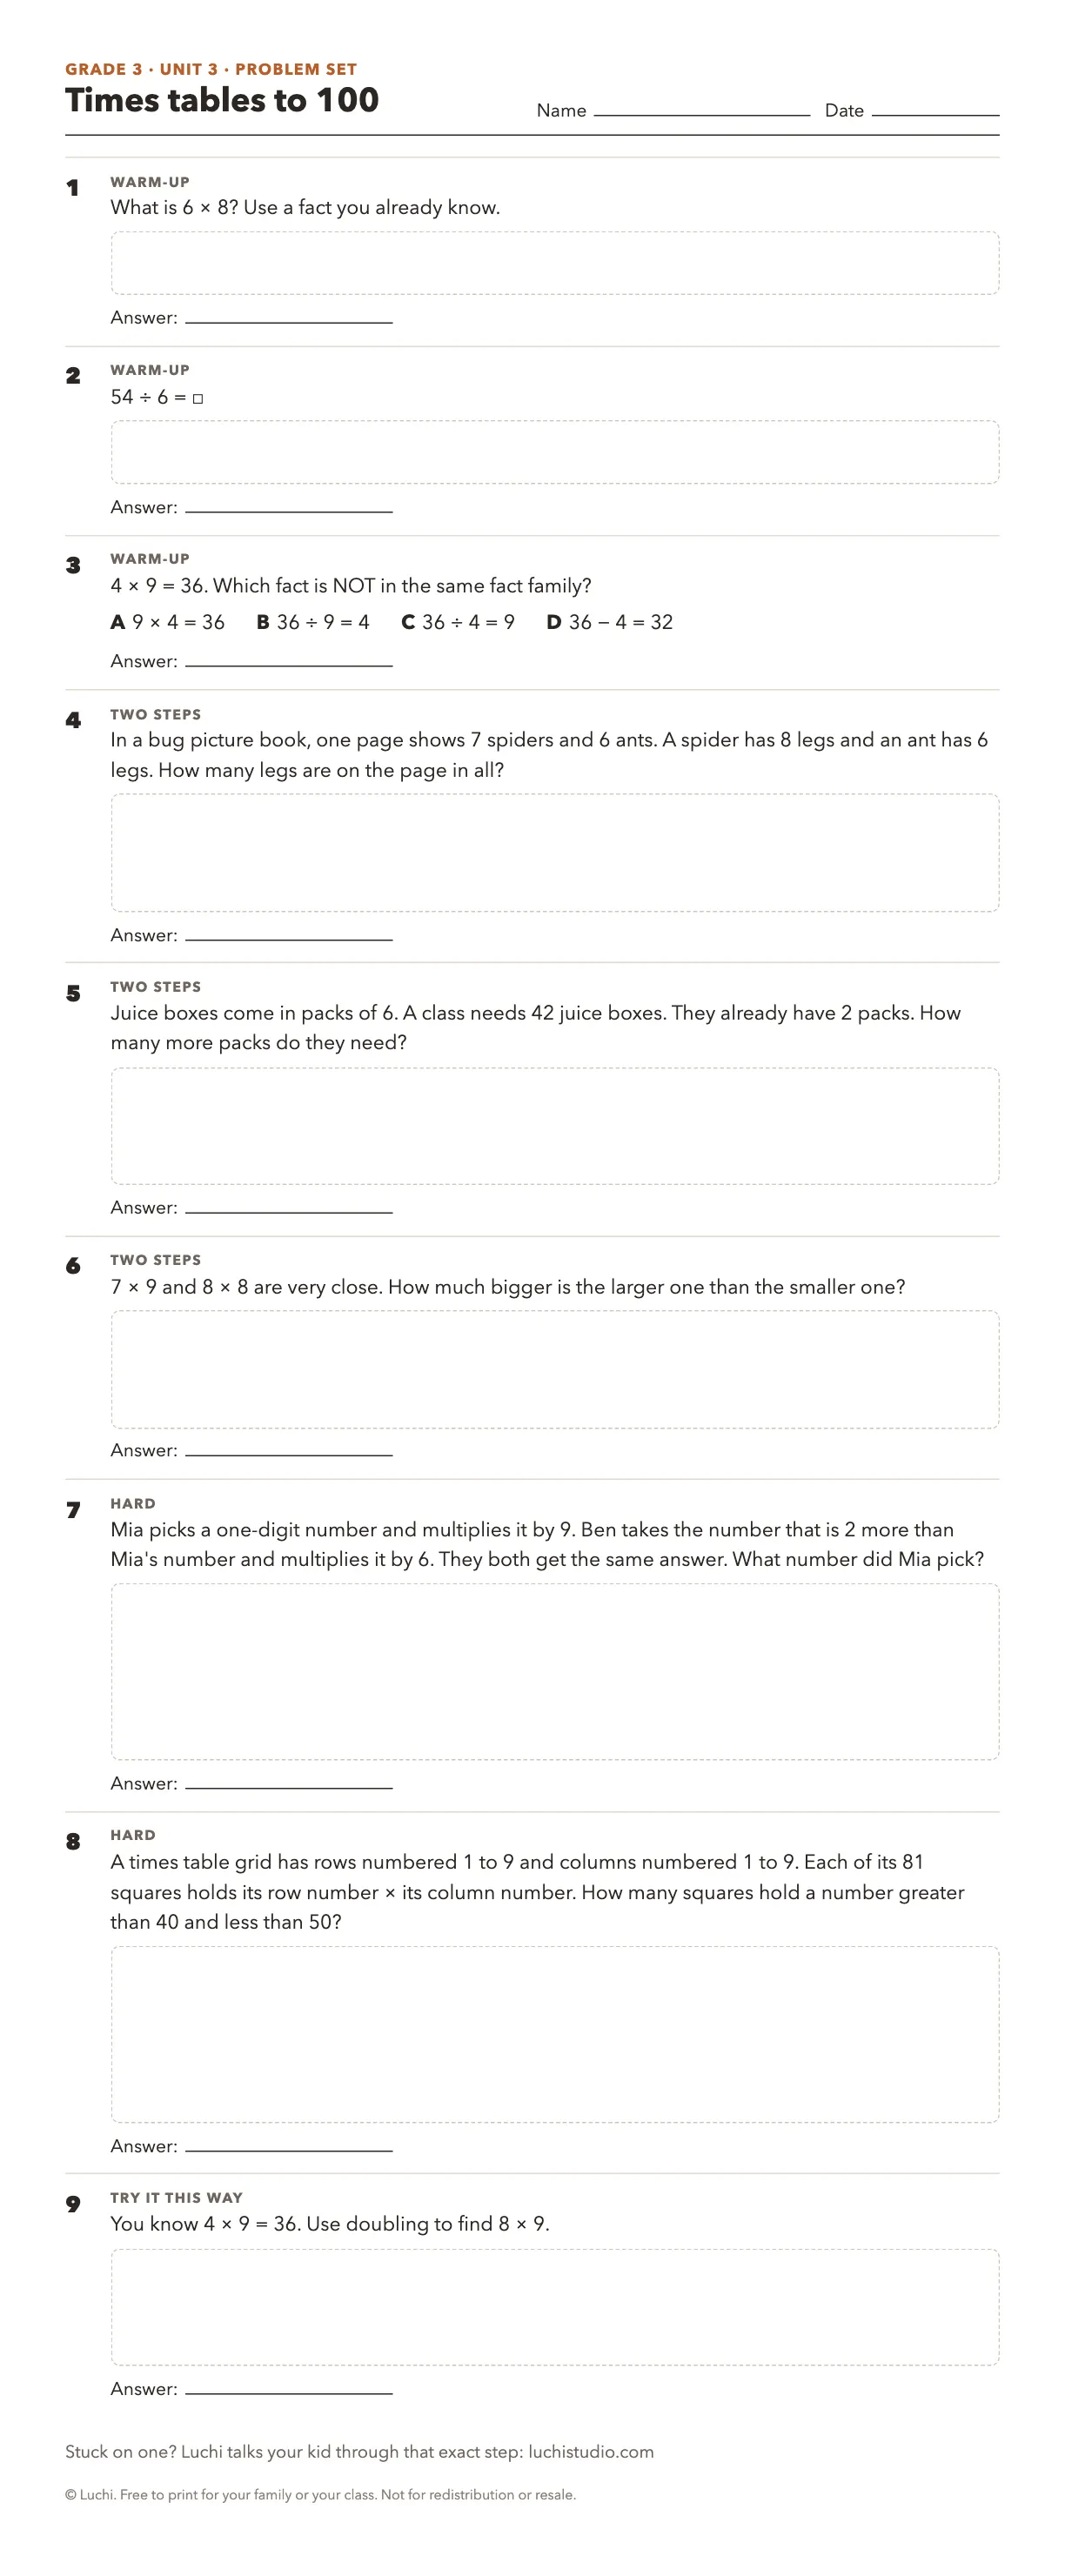 GRADE 3 · UNIT 3 · PROBLEM SET
Times tables to 100
Name
Date
1
WARM-UP
What is 6 × 8? Use a fact you already know.
Answer:
2
WARM-UP
54 ÷ 6 = □
Answer:
3
WARM-UP
4 × 9 = 36. Which fact is NOT in the same fact family?
A 9 × 4 = 36 B 36 ÷ 9 = 4 C 36 ÷ 4 = 9 D 36 − 4 = 32
Answer:
4
TWO STEPS
In a bug picture book, one page shows 7 spiders and 6 ants. A spider has 8 legs and an ant has 6
legs. How many legs are on the page in all?
Answer:
5
TWO STEPS
Juice boxes come in packs of 6. A class needs 42 juice boxes. They already have 2 packs. How
many more packs do they need?
Answer:
6
TWO STEPS
7 × 9 and 8 × 8 are very close. How much bigger is the larger one than the smaller one?
Answer:
7
HARD
Mia picks a one-digit number and multiplies it by 9. Ben takes the number that is 2 more than
Mia's number and multiplies it by 6. They both get the same answer. What number did Mia pick?
Answer:
8
HARD
A times table grid has rows numbered 1 to 9 and columns numbered 1 to 9. Each of its 81
squares holds its row number × its column number. How many squares hold a number greater
than 40 and less than 50?
Answer:
9
TRY IT THIS WAY
You know 4 × 9 = 36. Use doubling to find 8 × 9.
Answer:
Stuck on one? Luchi talks your kid through that exact step: luchistudio.com
© Luchi. Free to print for your family or your class. Not for redistribution or resale.